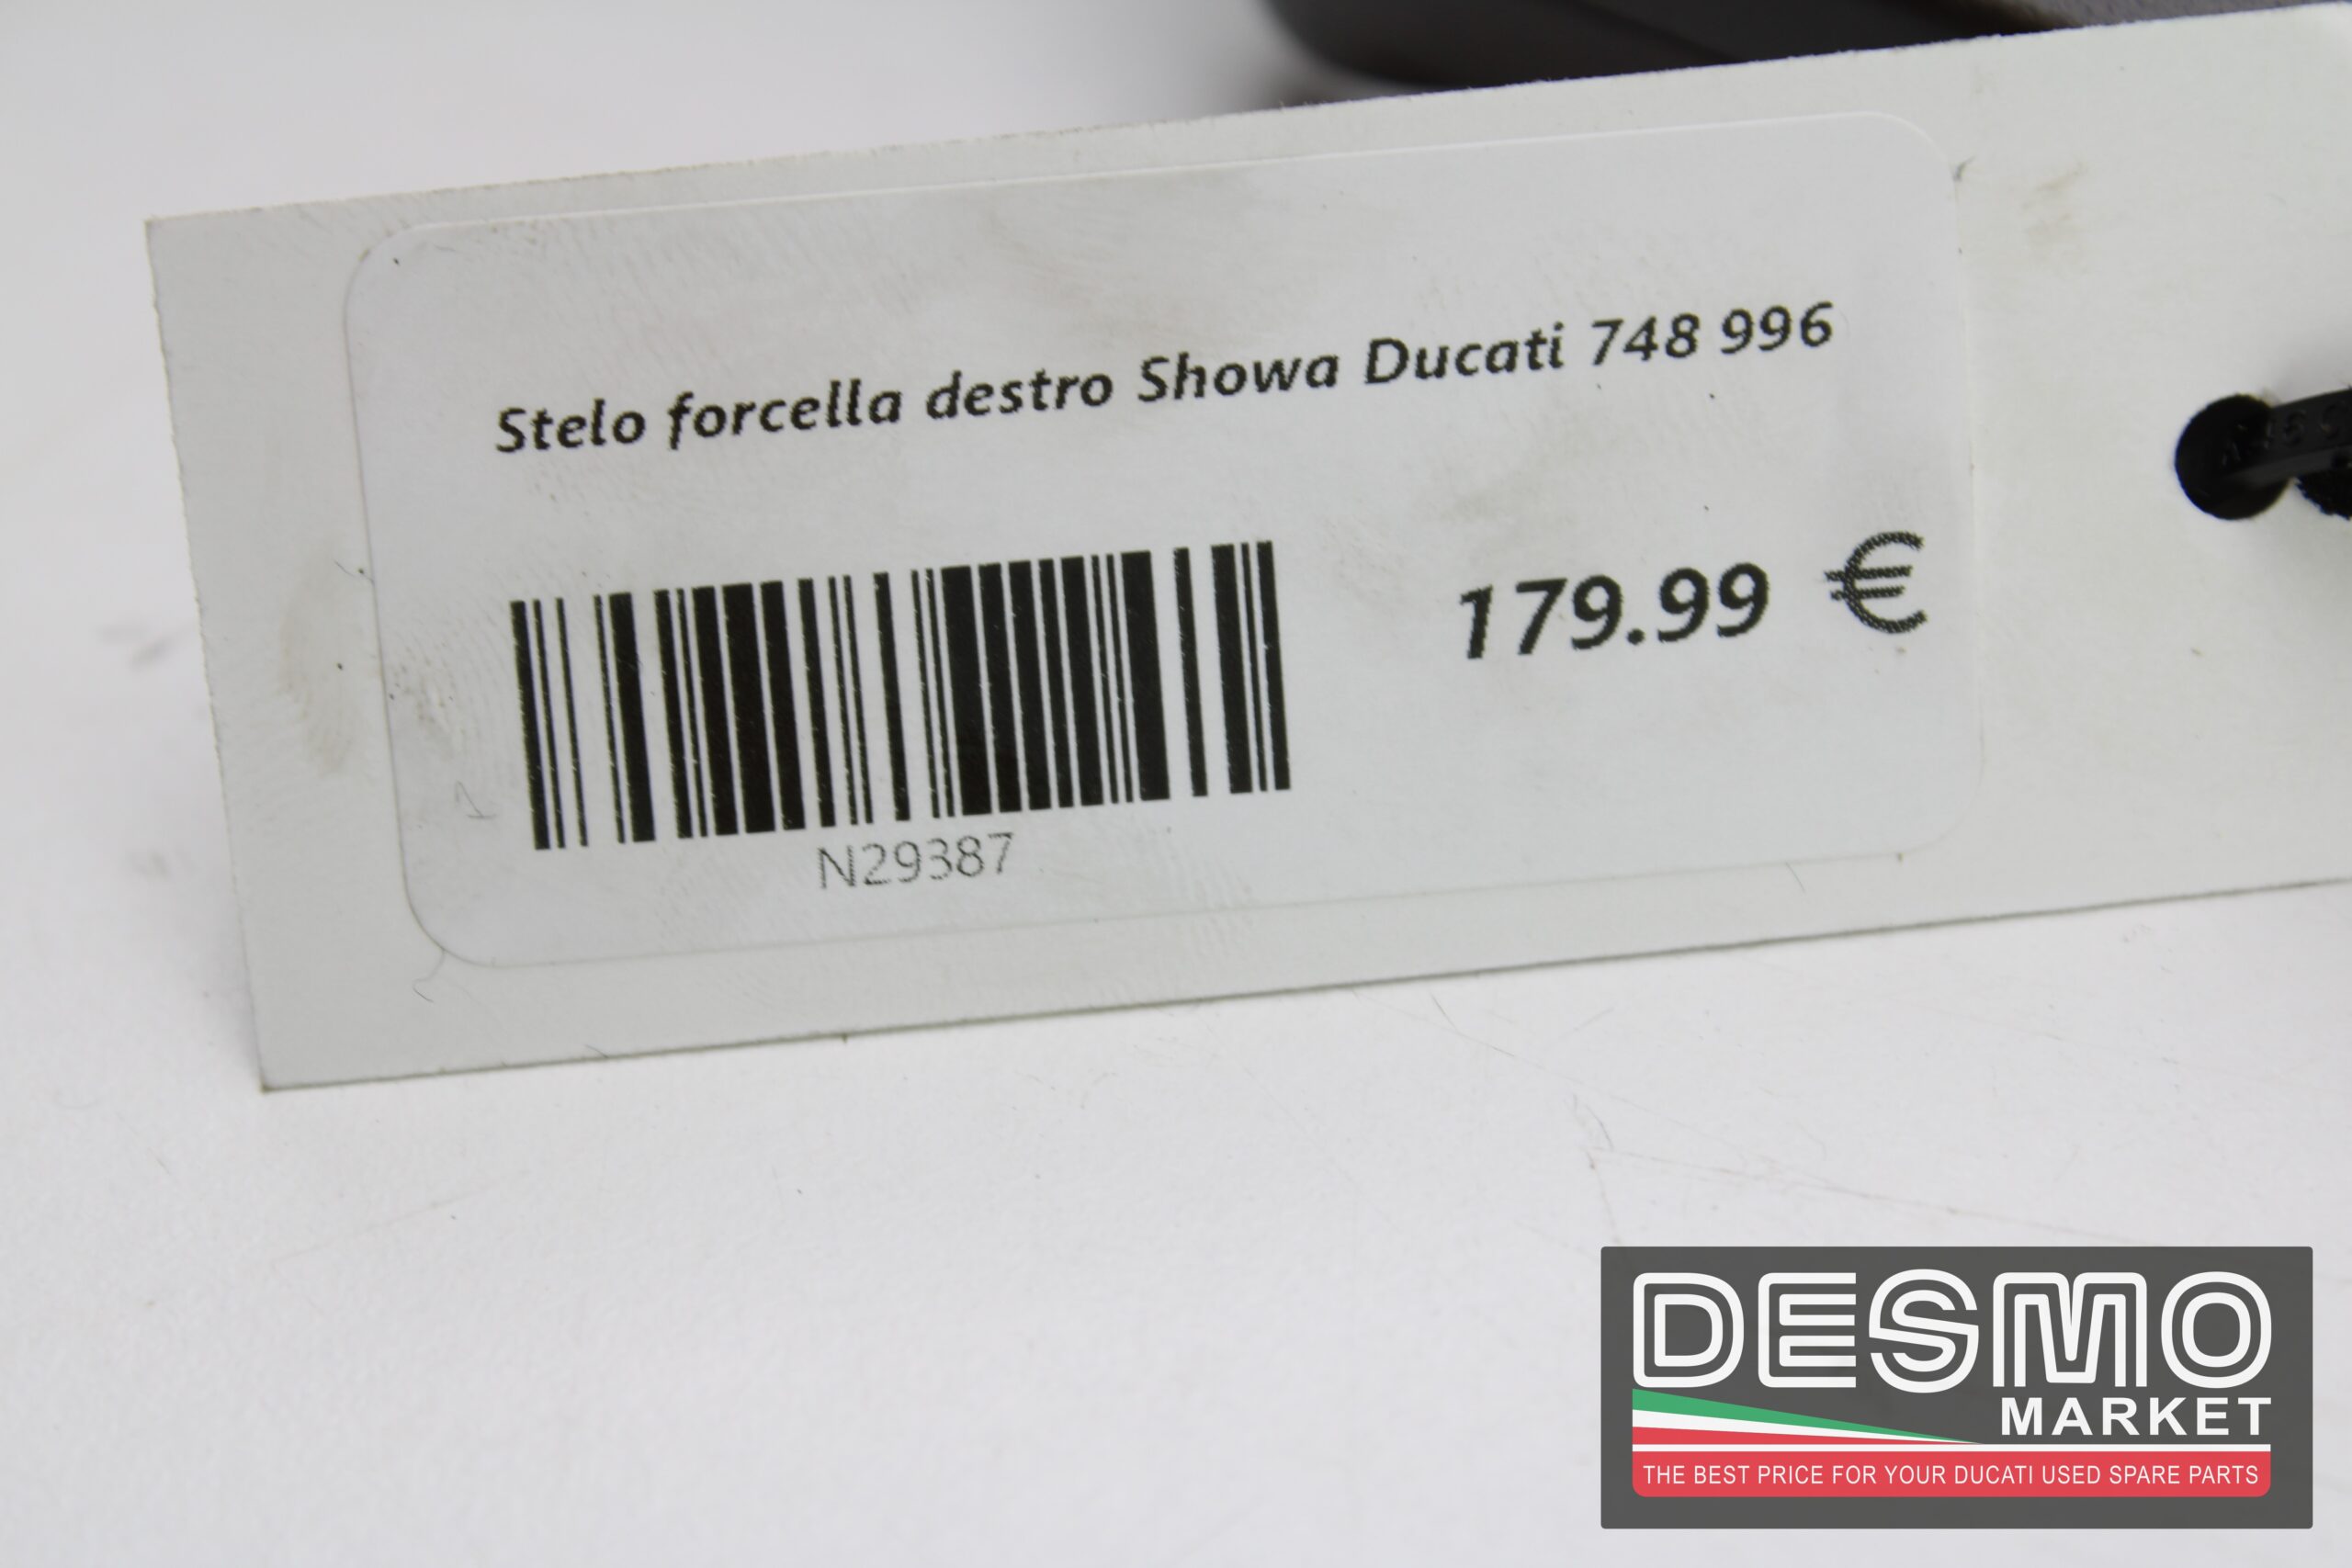 Stelo forcella destro Showa Ducati 748 996
179.99 €
N29387
DESMO
MARKET
THE BEST PRICE FOR YOUR DUCATI USED SPARE PARTS